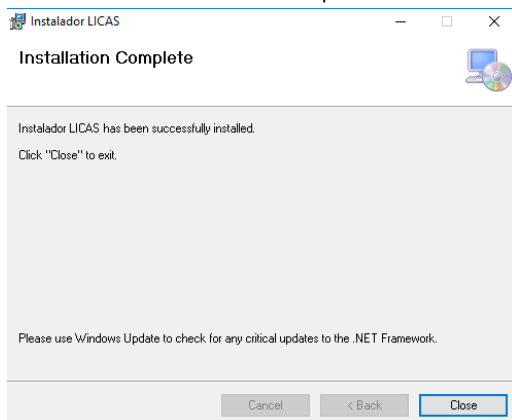 Instalador LICAS
Installation Complete
Instalador LICAS has been successfully installed.
Click "Close" to exit.
Please use Windows Update to check for any critical updates to the .NET Framework.
Cancel
< Back
Close